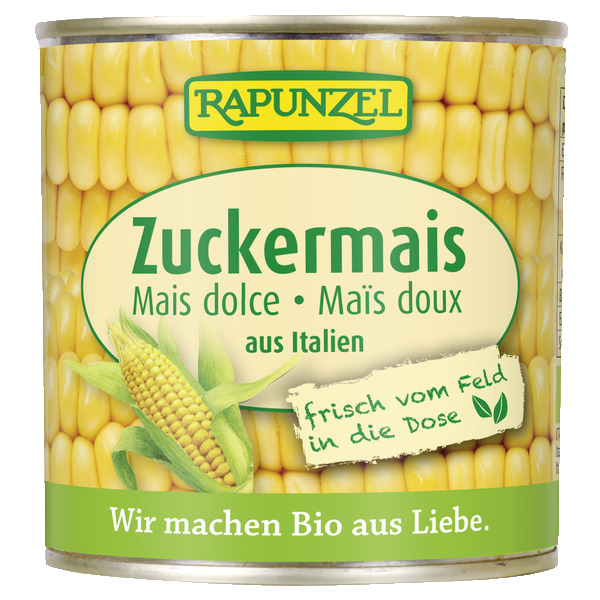 RAPUNZEL
Zuckermais
Mais dolce • Maïs doux
aus Italien
frisch vom Feld
in die Dose
Wir machen Bio aus Liebe.